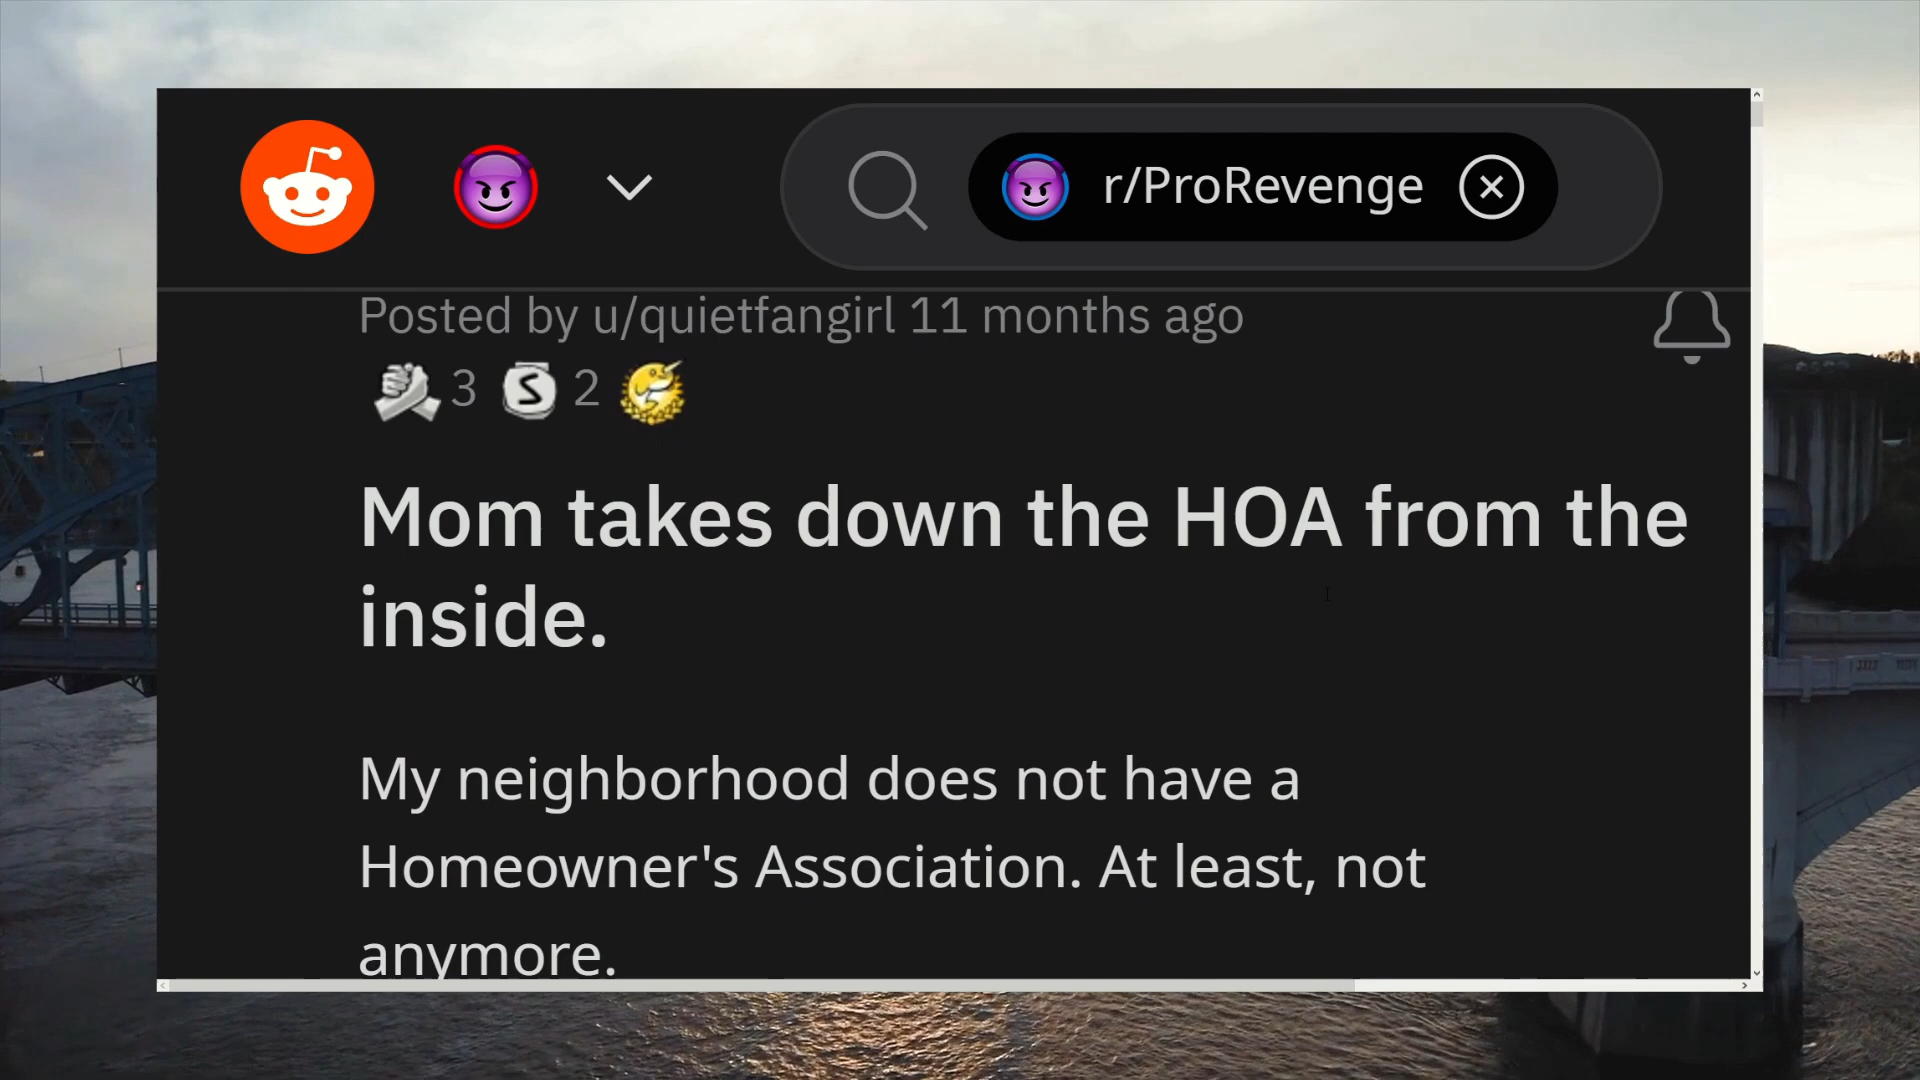 r/ProRevenge
Posted by u/quietfangirl 11 months ago
3 S 2
Mom takes down the HOA from the
inside.
My neighborhood does not have a
Homeowner's Association. At least, not
anymore.